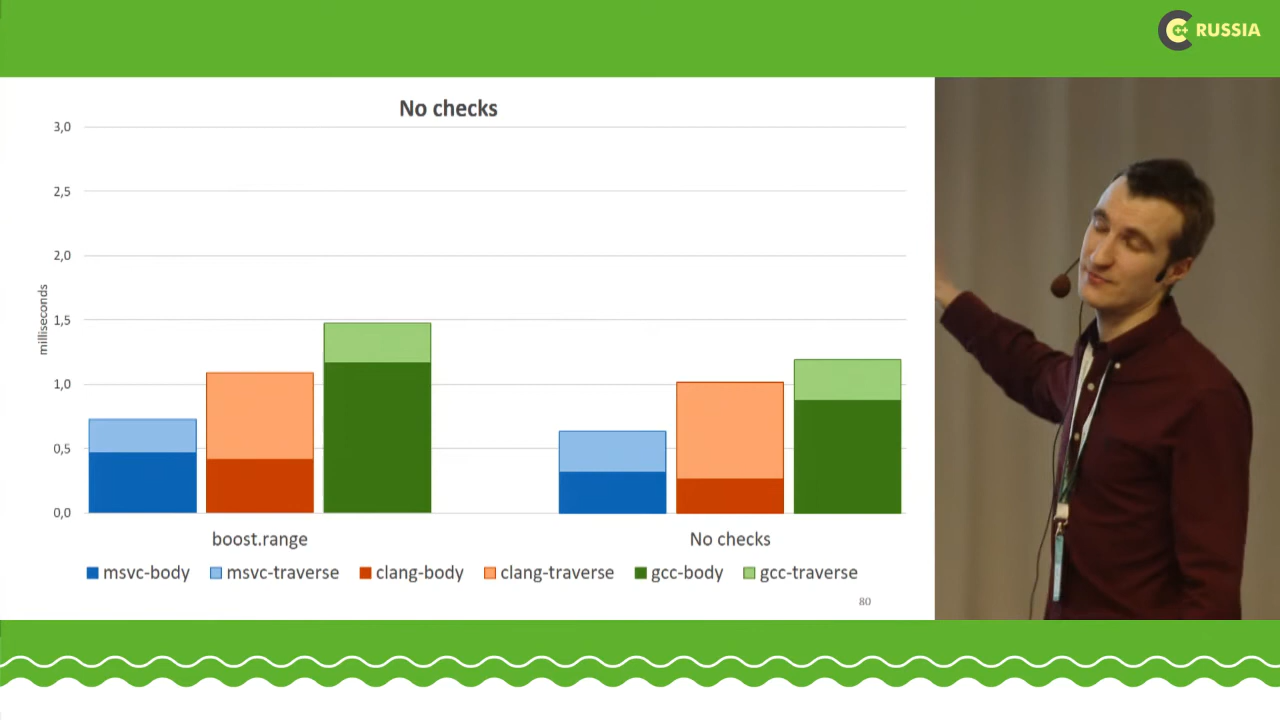 C++ RUSSIA
No checks
3,0
2,5
2,0
1,5
1,0
0,5
0,0
milliseconds
boost.range No checks
msvc-body msvc-traverse clang-body clang-traverse gcc-body gcc-traverse
80